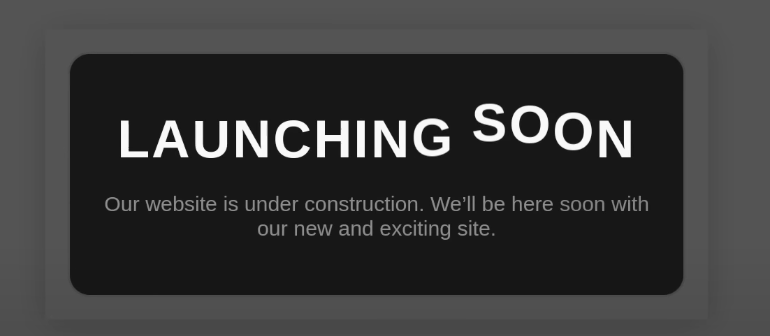 LAUNCHING SOON
Our website is under construction. We’ll be here soon with
our new and exciting site.